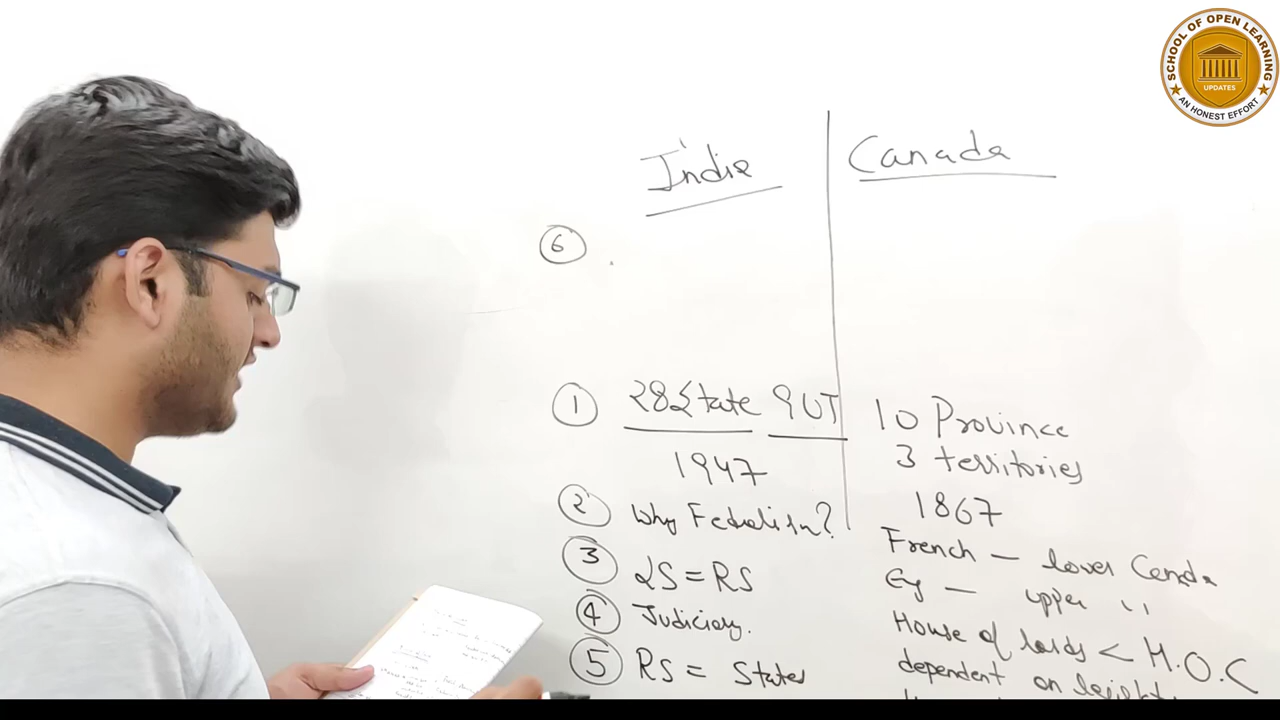 SCHOOL OF OPEN LEARNING
UPDATES
AN HONEST EFFORT
India
Canada
6
1 28 State 9 UT
10 Province
3 territories
1947
1867
2 Why Federalism?
French — lower Canada
Eng — upper "
3 LS = RS
House of lords < H.O.C
4 Judiciary.
dependent on
5 RS = States